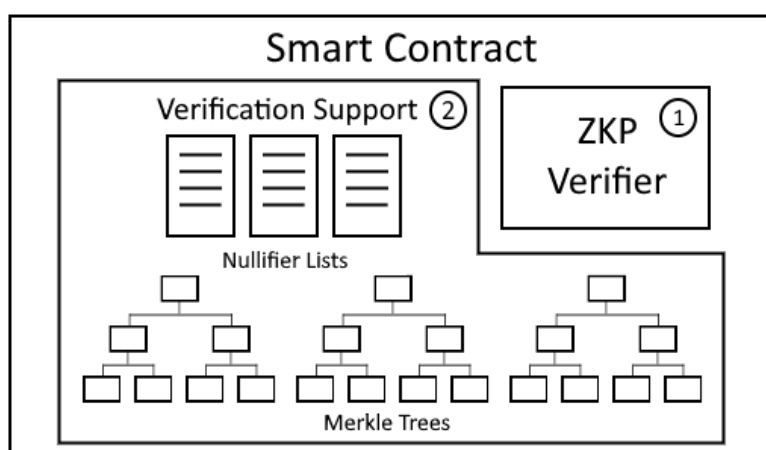 Smart Contract
Verification Support 2
ZKP 1
Verifier
Nullifier Lists
Merkle Trees